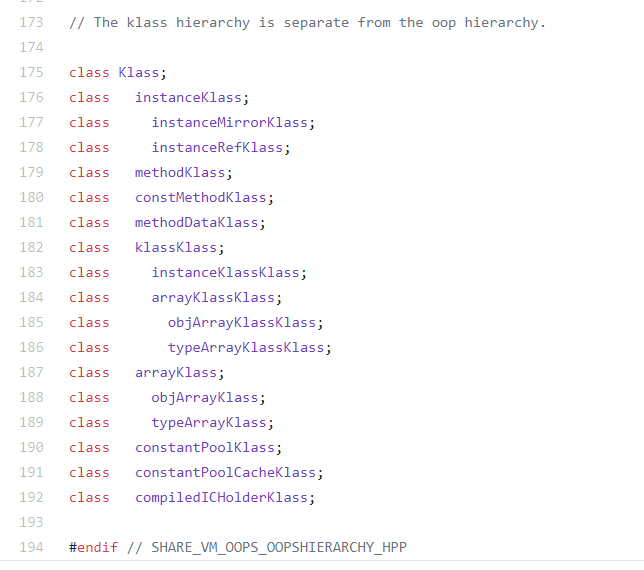 173 // The klass hierarchy is separate from the oop hierarchy.
174
175 class Klass;
176 class   instanceKlass;
177 class     instanceMirrorKlass;
178 class     instanceRefKlass;
179 class   methodKlass;
180 class   constMethodKlass;
181 class   methodDataKlass;
182 class   klassKlass;
183 class     instanceKlassKlass;
184 class     arrayKlassKlass;
185 class       objArrayKlassKlass;
186 class       typeArrayKlassKlass;
187 class   arrayKlass;
188 class     objArrayKlass;
189 class     typeArrayKlass;
190 class   constantPoolKlass;
191 class   constantPoolCacheKlass;
192 class   compiledICHolderKlass;
193
194 #endif // SHARE_VM_OOPS_OOPSHIERARCHY_HPP